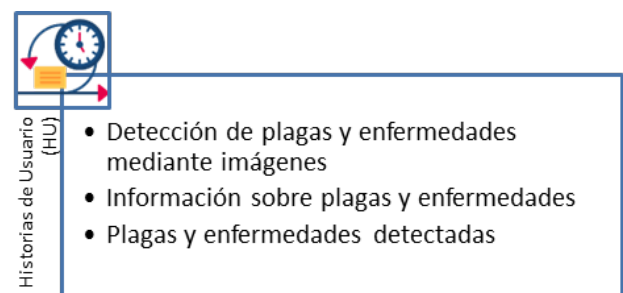 Historias de Usuario
(HU)
• Detección de plagas y enfermedades
mediante imágenes
• Información sobre plagas y enfermedades
• Plagas y enfermedades detectadas